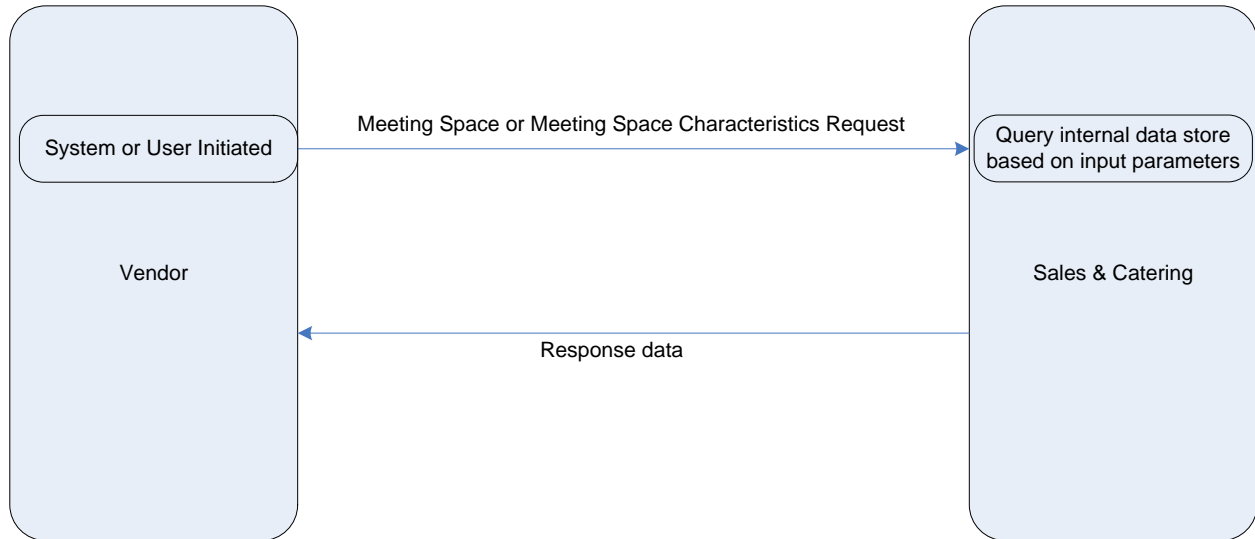 Meeting Space or Meeting Space Characteristics Request
System or User Initiated
Query internal data store
based on input parameters
Vendor
Sales & Catering
Response data